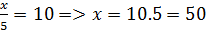 x/5 = 10 => x = 10.5 = 50